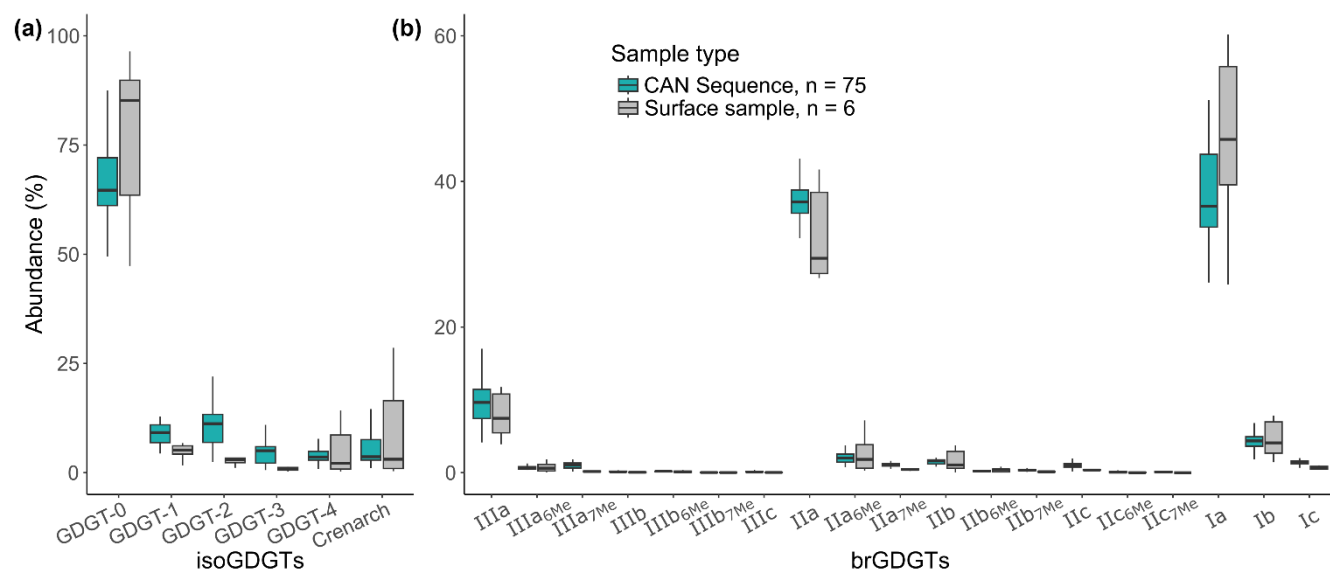 (a)
(b)
Abundance (%)
100
75
50
25
0
GDGT-0
GDGT-1
GDGT-2
GDGT-3
GDGT-4
Crenarch
isoGDGTs
60
40
20
0
Sample type
CAN Sequence, n = 75
Surface sample, n = 6
IIIa
IIIa6Me
IIIa7Me
IIIb
IIIb6Me
IIIb7Me
IIIc
IIa
IIa6Me
IIa7Me
IIb
IIb6Me
IIb7Me
IIc
IIc6Me
IIc7Me
Ia
Ib
Ic
brGDGTs